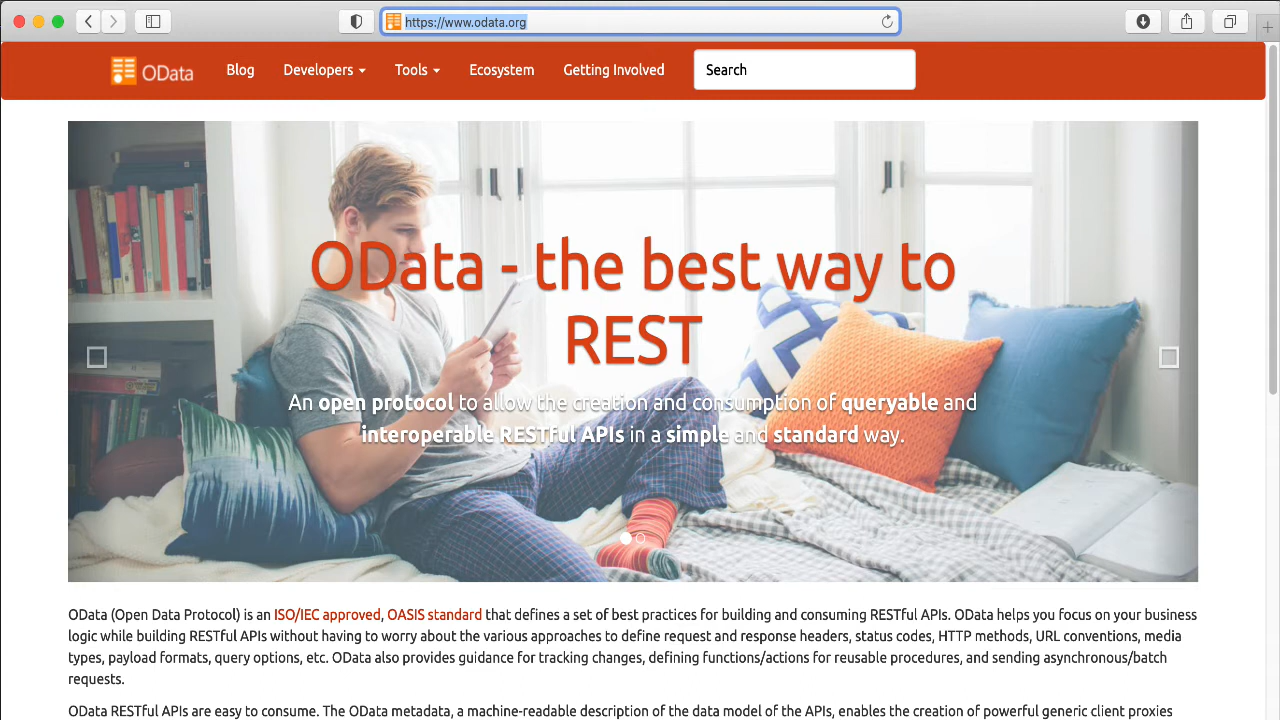 https://www.odata.org
OData Blog Developers Tools Ecosystem Getting Involved Search
OData - the best way to
REST
An open protocol to allow the creation and consumption of queryable and
interoperable RESTful APIs in a simple and standard way.
OData (Open Data Protocol) is an ISO/IEC approved, OASIS standard that defines a set of best practices for building and consuming RESTful APIs. OData helps you focus on your business
logic while building RESTful APIs without having to worry about the various approaches to define request and response headers, status codes, HTTP methods, URL conventions, media
types, payload formats, query options, etc. OData also provides guidance for tracking changes, defining functions/actions for reusable procedures, and sending asynchronous/batch
requests.
OData RESTful APIs are easy to consume. The OData metadata, a machine-readable description of the data model of the APIs, enables the creation of powerful generic client proxies